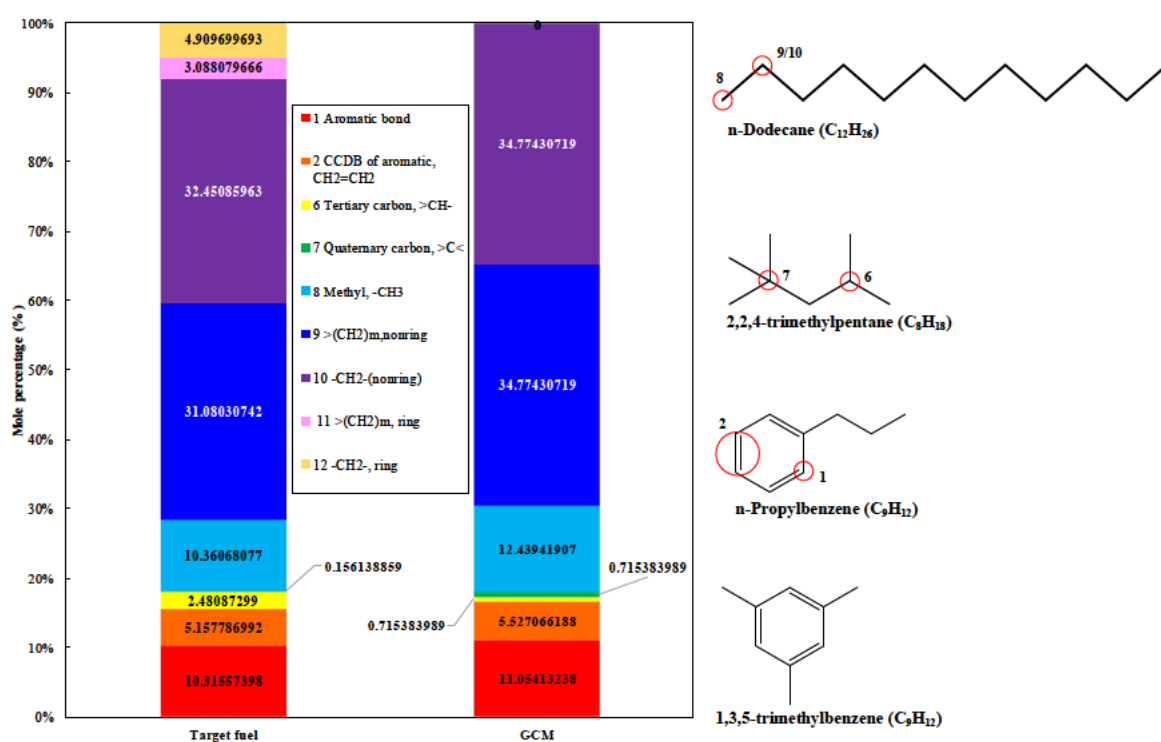 100%
90%
80%
70%
60%
50%
40%
30%
20%
10%
0%
Mole percentage (%)
4.909699693
3.088079666
32.45085963
31.08030742
10.36068077
0.156138859
2.48087299
5.157786992
10.31557398
Target fuel
0
34.77430719
34.77430719
12.43941907
0.715383989
0.715383989
5.527066188
11.05413238
GCM
1 Aromatic bond
2 CCDB of aromatic,
CH2=CH2
6 Tertiary carbon, >CH-
7 Quaternary carbon, >C<
8 Methyl, -CH3
9 >(CH2)m,nonring
10 -CH2-(nonring)
11 >(CH2)m, ring
12 -CH2-, ring
8
9/10
n-Dodecane (C₁₂H₂₆)
7
6
2,2,4-trimethylpentane (C₈H₁₈)
2
1
n-Propylbenzene (C₉H₁₂)
1,3,5-trimethylbenzene (C₉H₁₂)